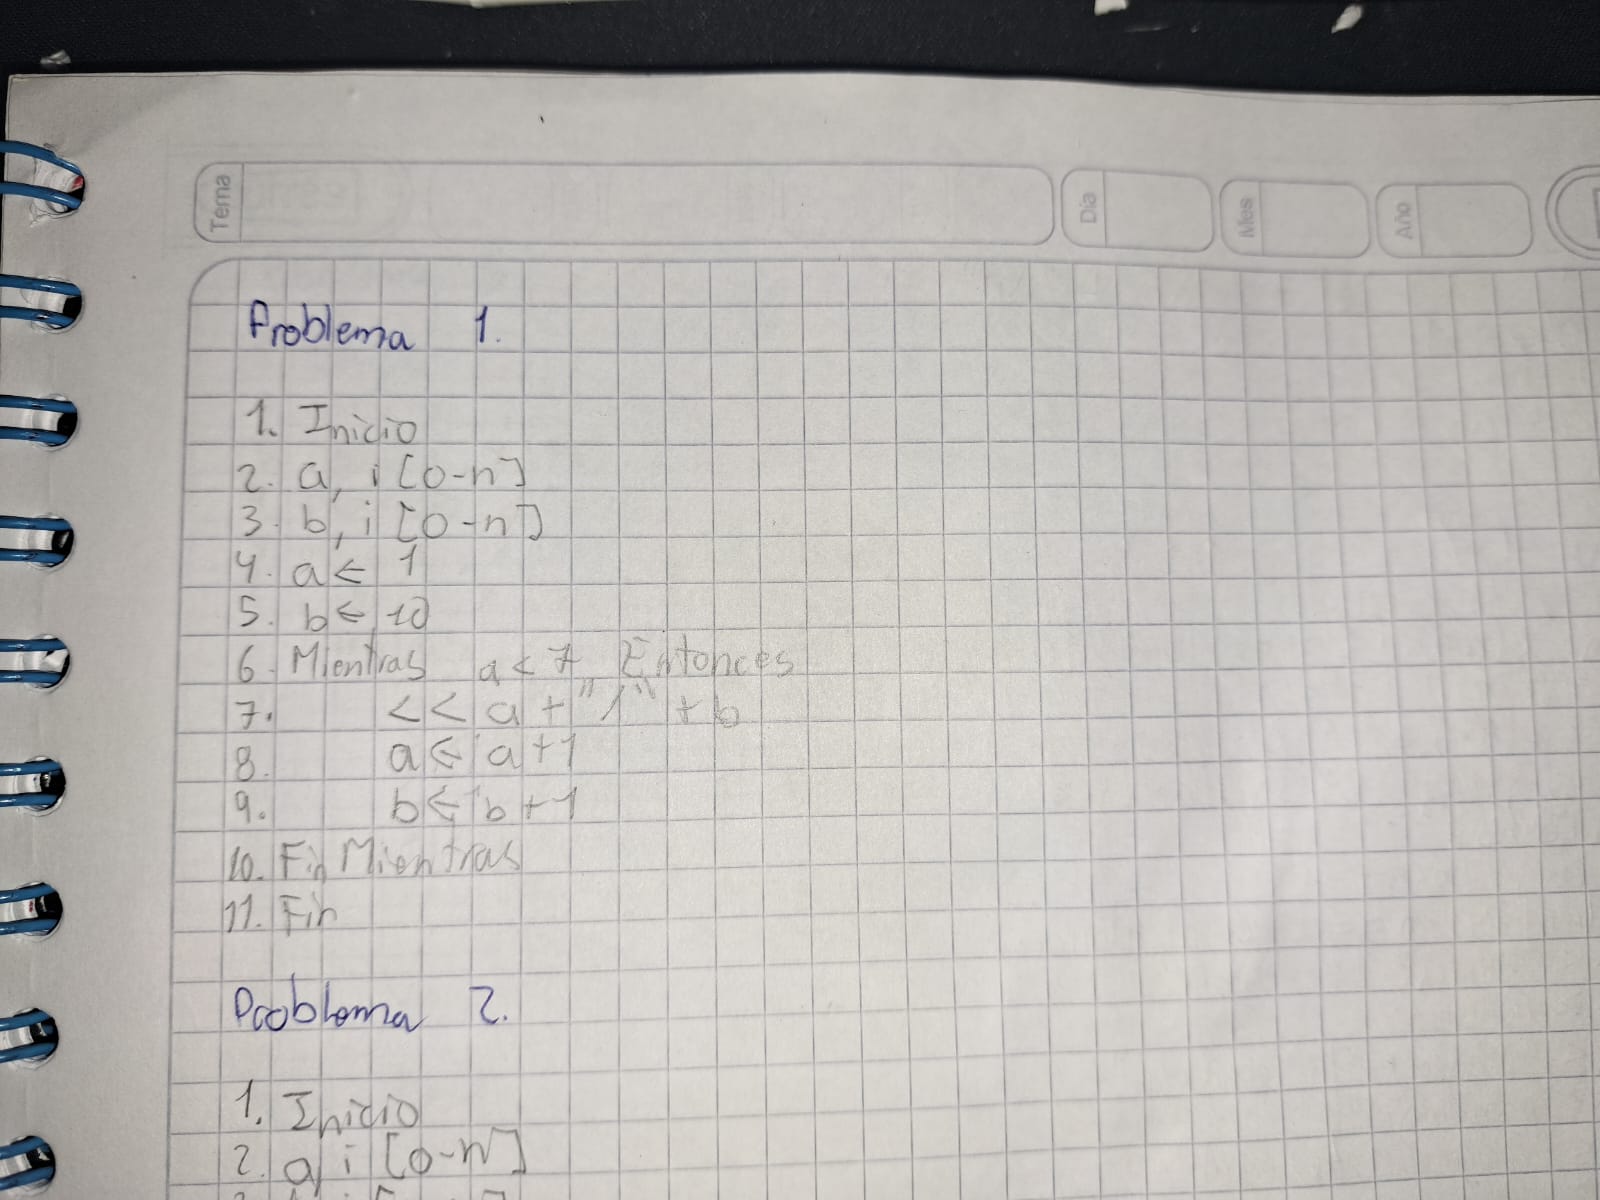 Tema
Día
Mes
Año
Problema 1.
1. Inicio
2. a, i [0-n]
3. b, i [0-n]
4. a ← 1
5. b ← 10
6. Mientras a < 7 Entonces
7. << a + "/" + b
8. a ← a + 1
9. b ← b + 1
10. Fin Mientras
11. Fin
Problema 2.
1. Inicio
2. a, i [0-n]